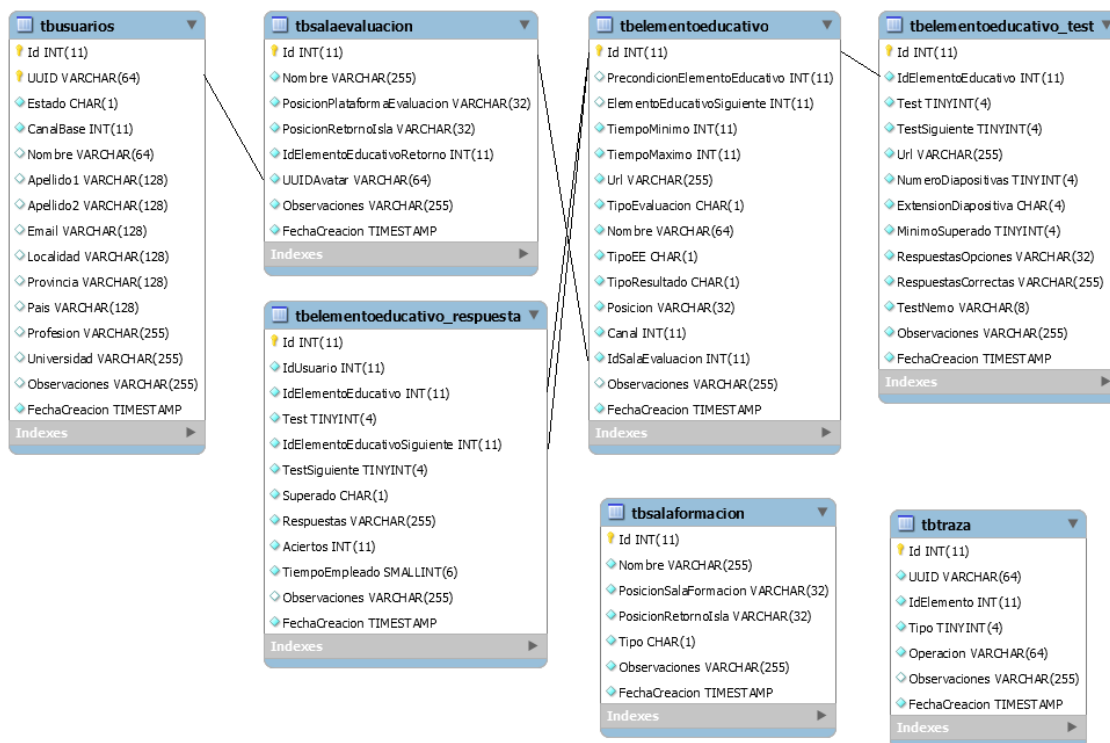 tbusuarios
Id INT(11)
UUID VARCHAR(64)
Estado CHAR(1)
CanalBase INT(11)
Nombre VARCHAR(64)
Apellido1 VARCHAR(128)
Apellido2 VARCHAR(128)
Email VARCHAR(128)
Localidad VARCHAR(128)
Provincia VARCHAR(128)
Pais VARCHAR(128)
Profesion VARCHAR(255)
Universidad VARCHAR(255)
Observaciones VARCHAR(255)
FechaCreacion TIMESTAMP
Indexes
tbsalaevaluacion
Id INT(11)
Nombre VARCHAR(255)
PosicionPlataformaEvaluacion VARCHAR(32)
PosicionRetornoIsla VARCHAR(32)
IdElementoEducativoRetorno INT(11)
UUIDAvatar VARCHAR(64)
Observaciones VARCHAR(255)
FechaCreacion TIMESTAMP
Indexes
tbelementoeducativo_respuesta
Id INT(11)
IdUsuario INT(11)
IdElementoEducativo INT(11)
Test TINYINT(4)
IdElementoEducativoSiguiente INT(11)
TestSiguiente TINYINT(4)
Superado CHAR(1)
Respuestas VARCHAR(255)
Aciertos INT(11)
TiempoEmpleado SMALLINT(6)
Observaciones VARCHAR(255)
FechaCreacion TIMESTAMP
Indexes
tbelementoeducativo
Id INT(11)
PrecondicionElementoEducativo INT(11)
ElementoEducativoSiguiente INT(11)
TiempoMinimo INT(11)
TiempoMaximo INT(11)
Url VARCHAR(255)
TipoEvaluacion CHAR(1)
Nombre VARCHAR(64)
TipoEE CHAR(1)
TipoResultado CHAR(1)
Posicion VARCHAR(32)
Canal INT(11)
IdSalaEvaluacion INT(11)
Observaciones VARCHAR(255)
FechaCreacion TIMESTAMP
Indexes
tbelementoeducativo_test
Id INT(11)
IdElementoEducativo INT(11)
Test TINYINT(4)
TestSiguiente TINYINT(4)
Url VARCHAR(255)
NumeroDiapositivas TINYINT(4)
ExtensionDiapositiva CHAR(4)
MinimoSuperado TINYINT(4)
RespuestasOpciones VARCHAR(32)
RespuestasCorrectas VARCHAR(255)
TestNemo VARCHAR(8)
Observaciones VARCHAR(255)
FechaCreacion TIMESTAMP
Indexes
tbsalaformacion
Id INT(11)
Nombre VARCHAR(255)
PosicionSalaFormacion VARCHAR(32)
PosicionRetornoIsla VARCHAR(32)
Tipo CHAR(1)
Observaciones VARCHAR(255)
FechaCreacion TIMESTAMP
Indexes
tbtraza
Id INT(11)
UUID VARCHAR(64)
IdElemento INT(11)
Tipo TINYINT(4)
Operacion VARCHAR(64)
Observaciones VARCHAR(255)
FechaCreacion TIMESTAMP
Indexes